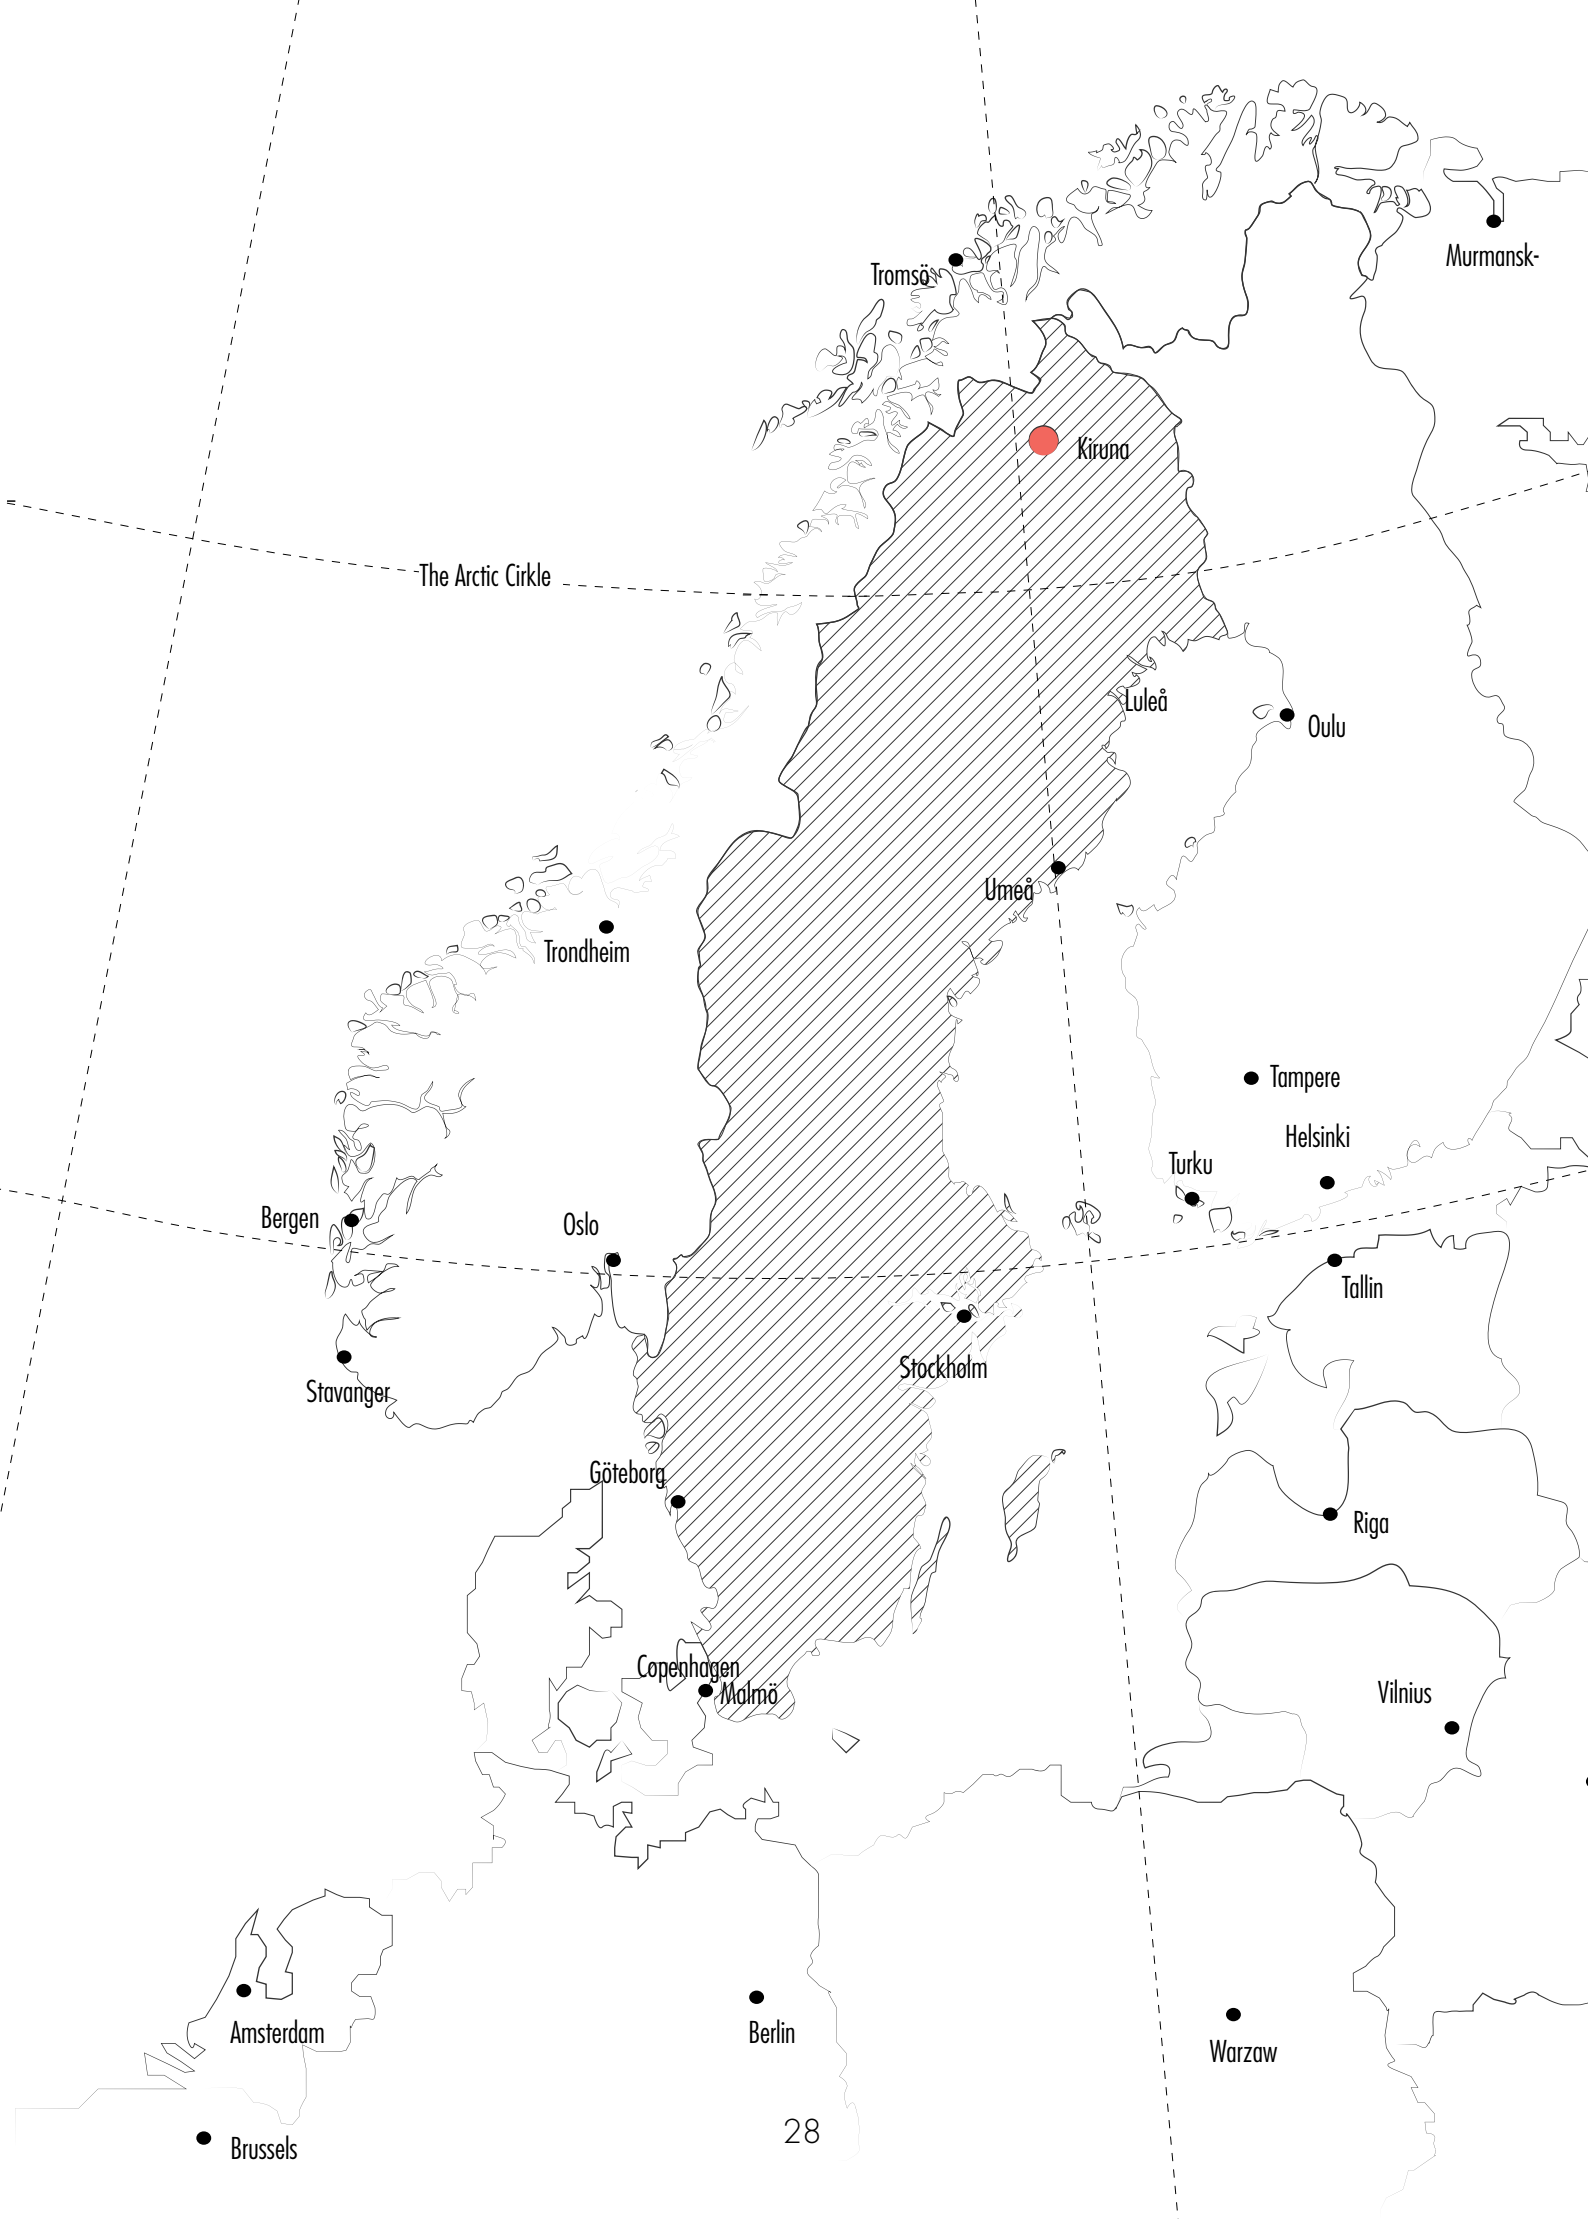 Murmansk-
Tromsö
Kiruna
The Arctic Cirkle
Luleå
Oulu
Umeå
Trondheim
Tampere
Helsinki
Turku
Bergen
Oslo
Tallin
Stockholm
Stavanger
Göteborg
Riga
Copenhagen
Malmö
Vilnius
Amsterdam
Berlin
Warzaw
28
Brussels